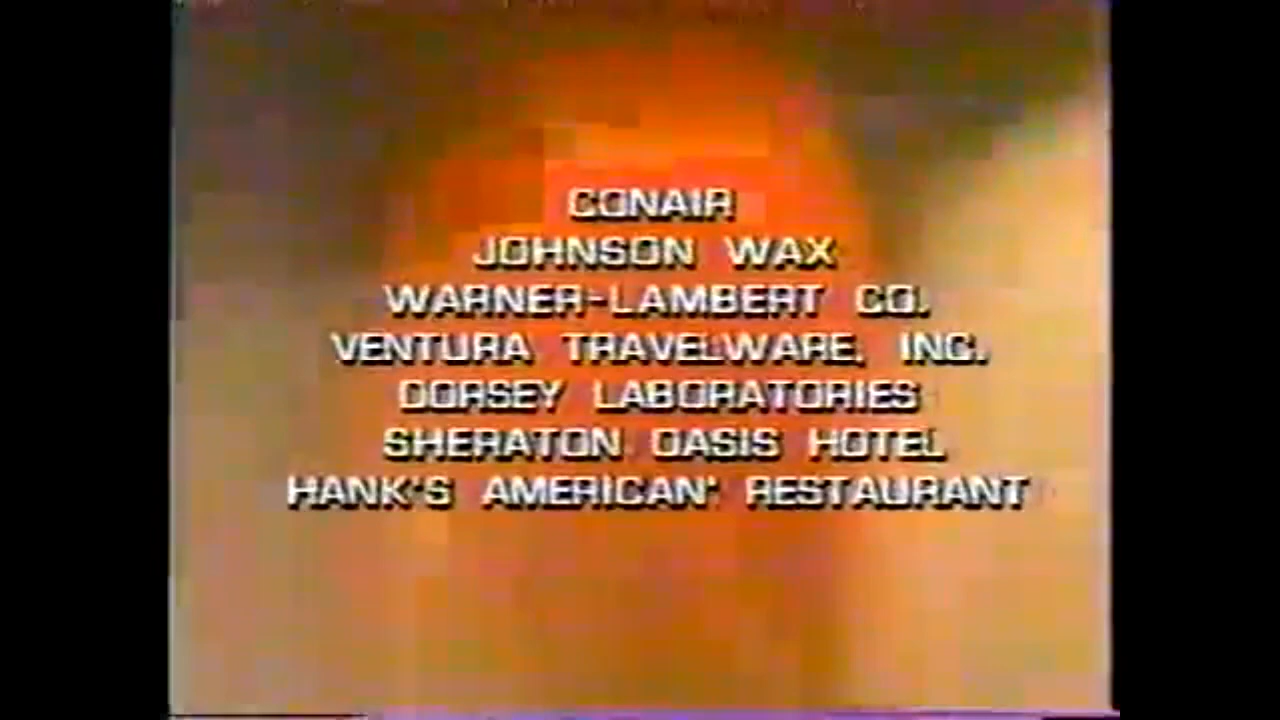 CONAIR
JOHNSON WAX
WARNER-LAMBERT CO.
VENTURA TRAVELWARE, INC.
DORSEY LABORATORIES
SHERATON OASIS HOTEL
HANK'S AMERICAN' RESTAURANT